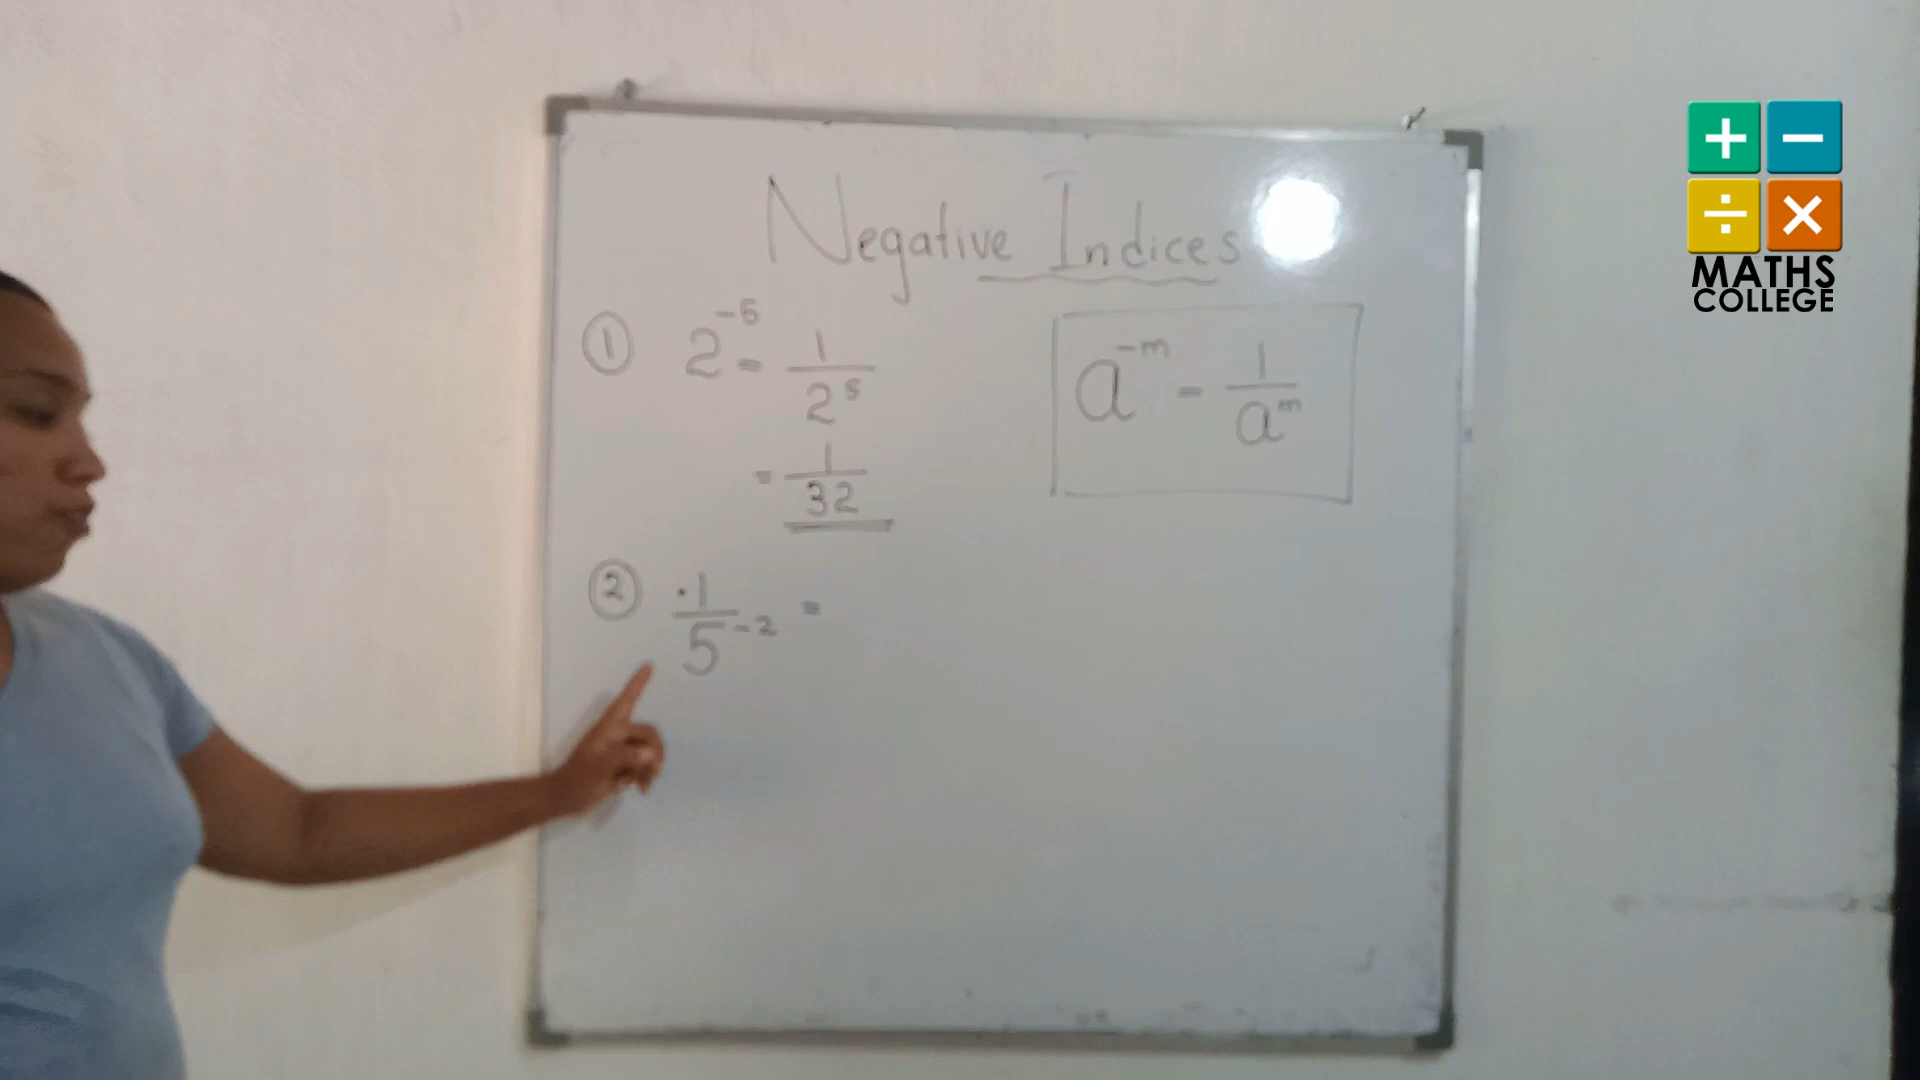 Negative Indices
① 2⁻⁵ = 1/2⁵
= 1/32
a⁻ᵐ = 1/aᵐ
② 1/5⁻² =
+ −
÷ ×
MATHS
COLLEGE